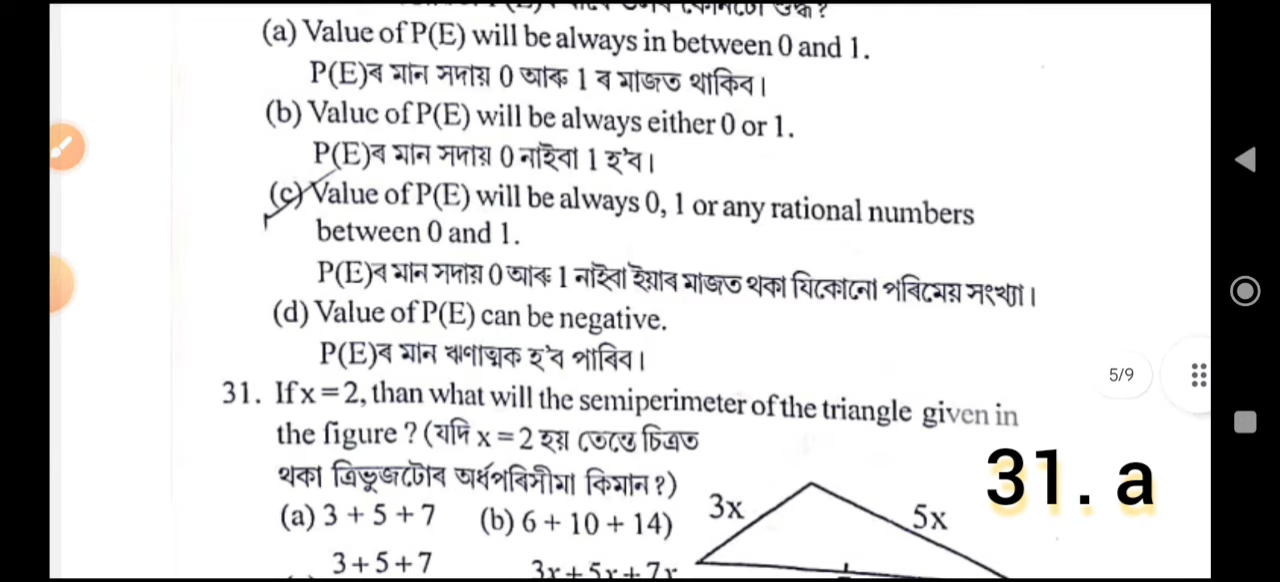 (a) Value of P(E) will be always in between 0 and 1.
P(E)ৰ মান সদায় 0 আৰু 1 ৰ মাজত থাকিব।
(b) Value of P(E) will be always either 0 or 1.
P(E)ৰ মান সদায় 0 নাইবা 1 হ'ব।
(c) Value of P(E) will be always 0, 1 or any rational numbers
between 0 and 1.
P(E)ৰ মান সদায় 0 আৰু 1 নাইবা ইয়াৰ মাজত থকা যিকোনো পৰিমেয় সংখ্যা।
(d) Value of P(E) can be negative.
P(E)ৰ মান ঋণাত্মক হ'ব পাৰিব।
5/9
31. If x = 2, than what will the semiperimeter of the triangle given in
the figure ? (যদি x = 2 হয় তেন্তে চিত্ৰত
থকা ত্ৰিভুজটোৰ অৰ্ধপৰিসীমা কিমান ?)
31. a
(a) 3 + 5 + 7 (b) 6 + 10 + 14)
3x
5x
3+5+7
3x+5x+7x